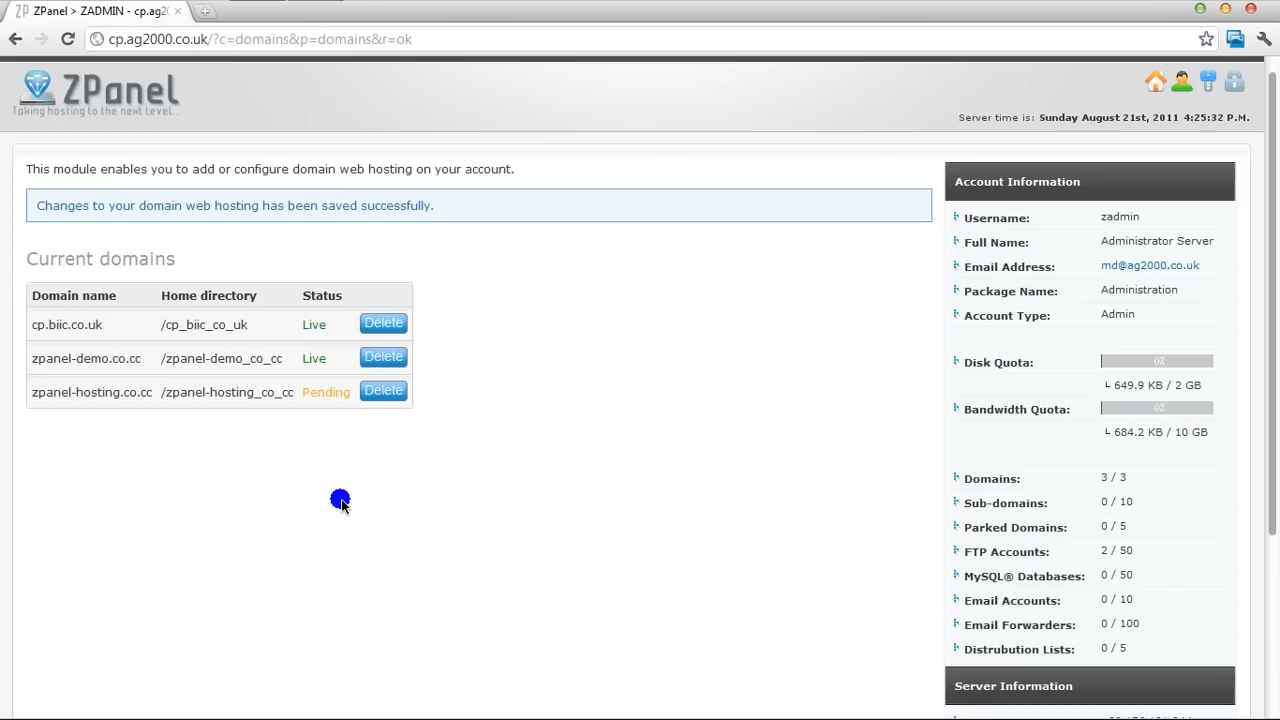 ZPanel > ZADMIN - cp.ag20
cp.ag2000.co.uk/?c=domains&p=domains&r=ok
ZPanel
Taking hosting to the next level...
Server time is: Sunday August 21st, 2011 4:25:32 P.M.
This module enables you to add or configure domain web hosting on your account.
Changes to your domain web hosting has been saved successfully.
Current domains
Domain name Home directory Status
cp.biic.co.uk /cp_biic_co_uk Live Delete
zpanel-demo.co.cc /zpanel-demo_co_cc Live Delete
zpanel-hosting.co.cc /zpanel-hosting_co_cc Pending Delete
Account Information
Username: zadmin
Full Name: Administrator Server
Email Address: md@ag2000.co.uk
Package Name: Administration
Account Type: Admin
Disk Quota: 0%
649.9 KB / 2 GB
Bandwidth Quota: 0%
684.2 KB / 10 GB
Domains: 3 / 3
Sub-domains: 0 / 10
Parked Domains: 0 / 5
FTP Accounts: 2 / 50
MySQL® Databases: 0 / 50
Email Accounts: 0 / 10
Email Forwarders: 0 / 100
Distrubution Lists: 0 / 5
Server Information